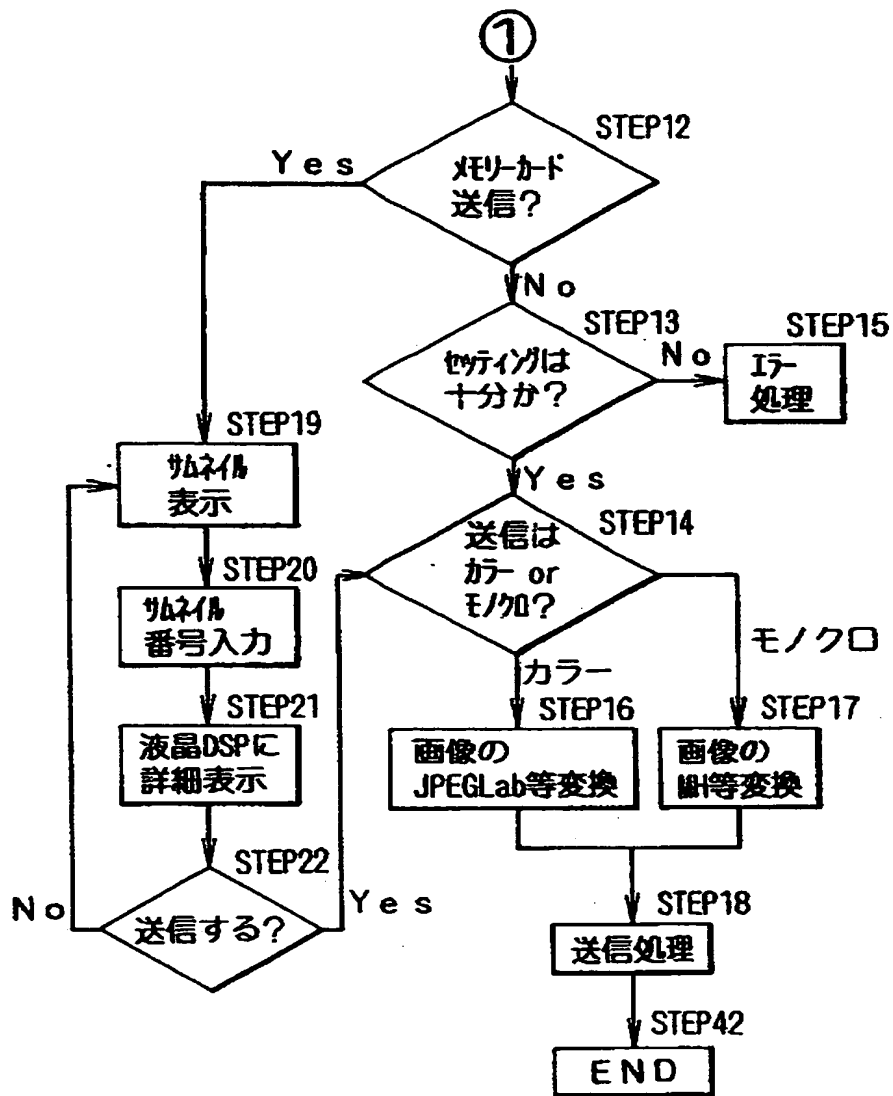 ①
STEP12
メモリーカード
送信?
Yes
No
STEP13
セッティングは
十分か?
No
STEP15
エラー
処理
Yes
STEP19
サムネイル
表示
STEP14
送信は
カラー or
モノクロ?
STEP20
サムネイル
番号入力
カラー
モノクロ
STEP21
液晶DSPに
詳細表示
STEP16
画像の
JPEGLab等変換
STEP17
画像の
MH等変換
STEP22
送信する?
No
Yes
STEP18
送信処理
STEP42
END